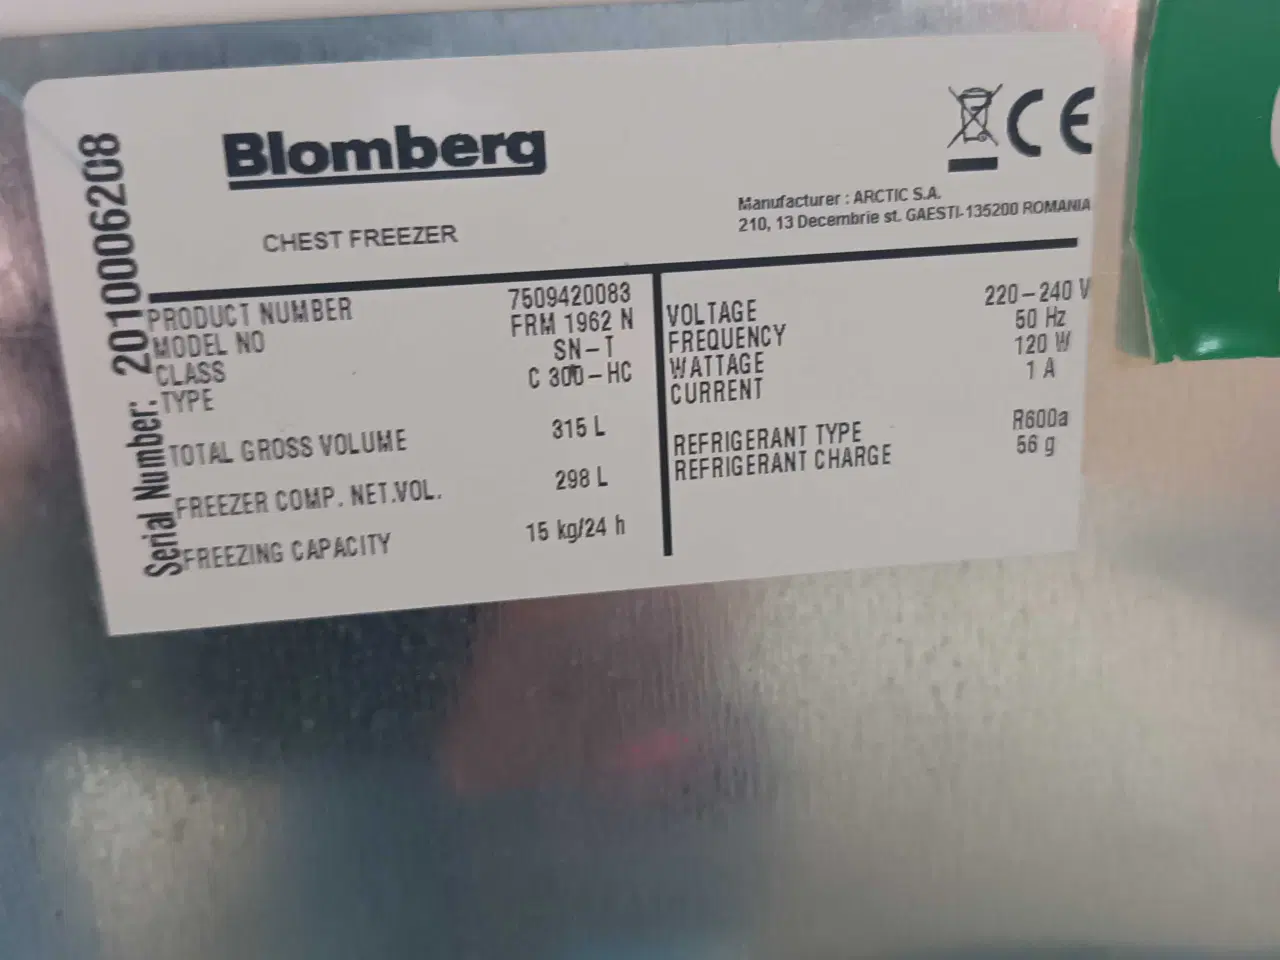 Blomberg
CHEST FREEZER
Manufacturer : ARCTIC S.A.
210, 13 Decembrie st. GAESTI-135200 ROMANIA
Serial Number: 2010006208
PRODUCT NUMBER 7509420083
MODEL NO FRM 1962 N
CLASS SN-T
TYPE C 300-HC
TOTAL GROSS VOLUME 315 L
FREEZER COMP. NET.VOL. 298 L
FREEZING CAPACITY 15 kg/24 h
VOLTAGE 220-240 V
FREQUENCY 50 Hz
WATTAGE 120 W
CURRENT 1 A
REFRIGERANT TYPE R600a
REFRIGERANT CHARGE 56 g
CE